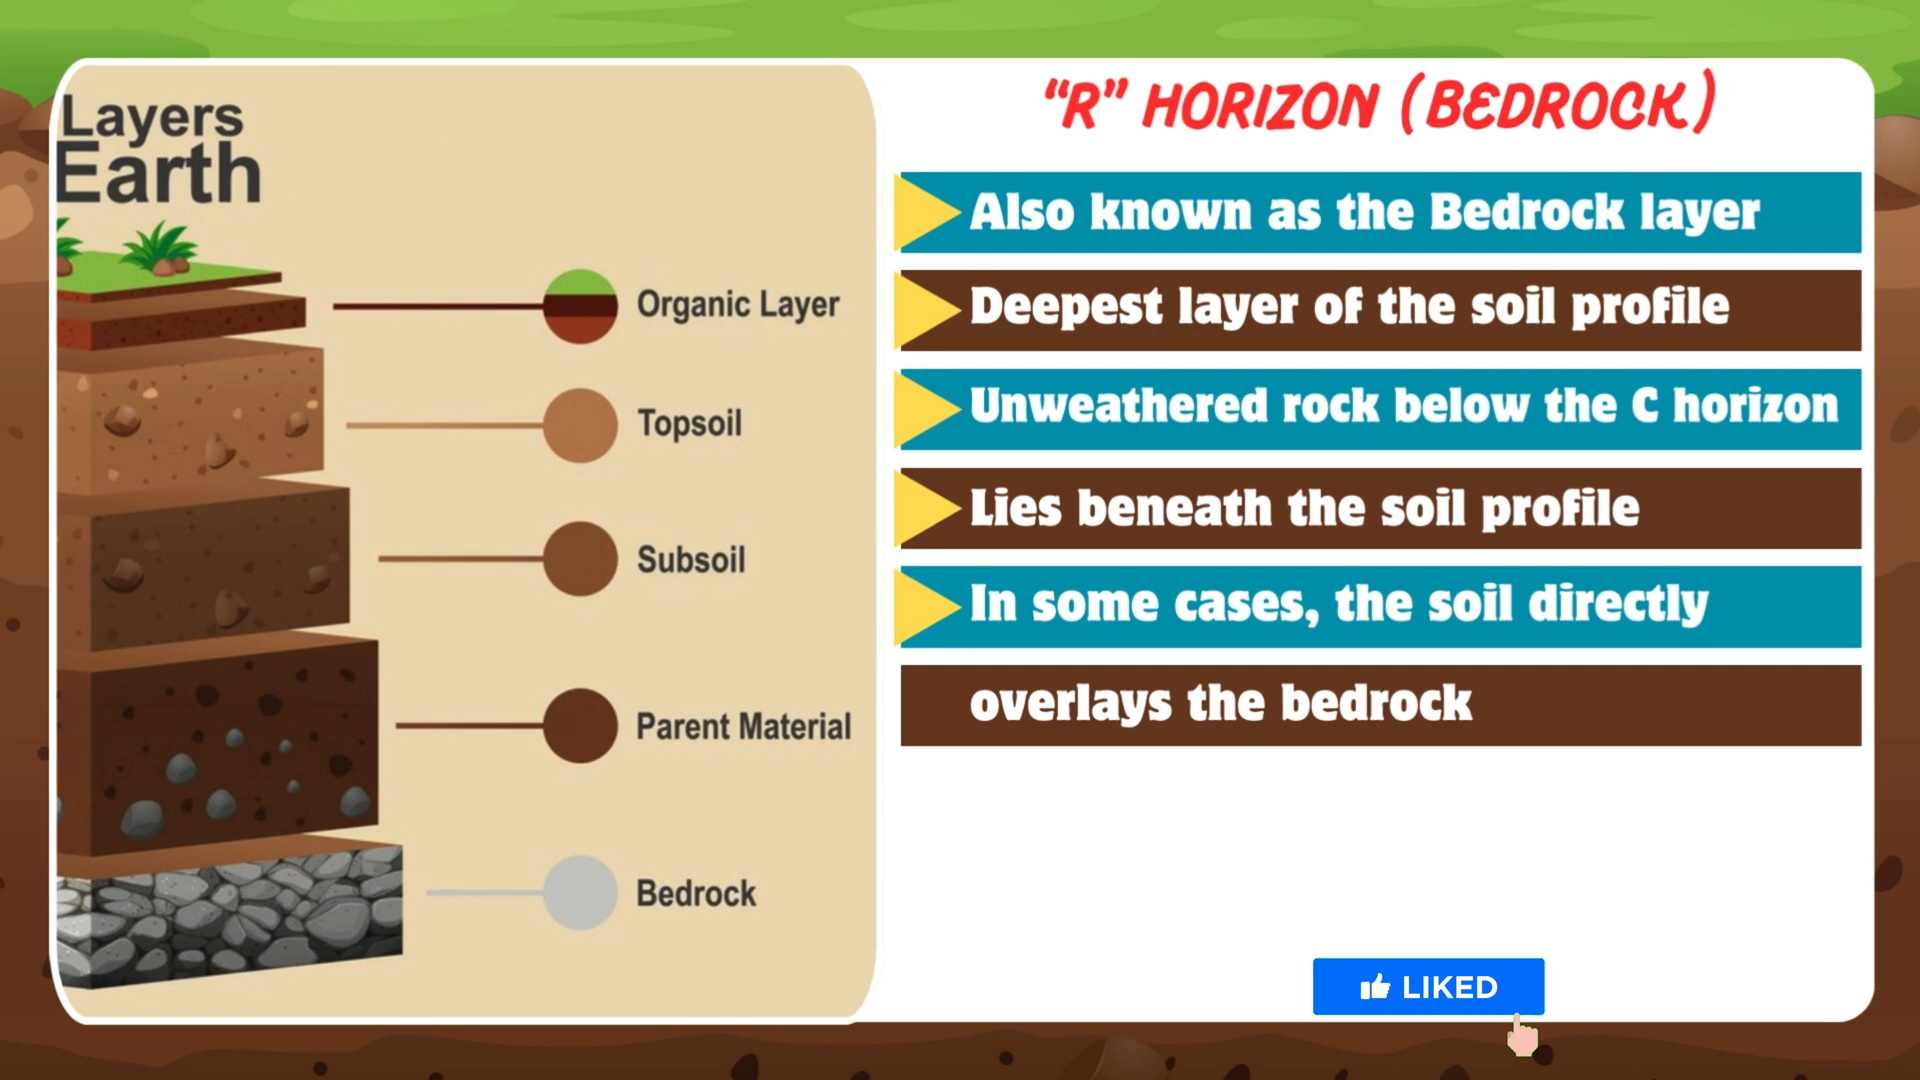 Layers
Earth
Organic Layer
Topsoil
Subsoil
Parent Material
Bedrock
“R” HORIZON (BEDROCK)
Also known as the Bedrock layer
Deepest layer of the soil profile
Unweathered rock below the C horizon
Lies beneath the soil profile
In some cases, the soil directly
overlays the bedrock
LIKED